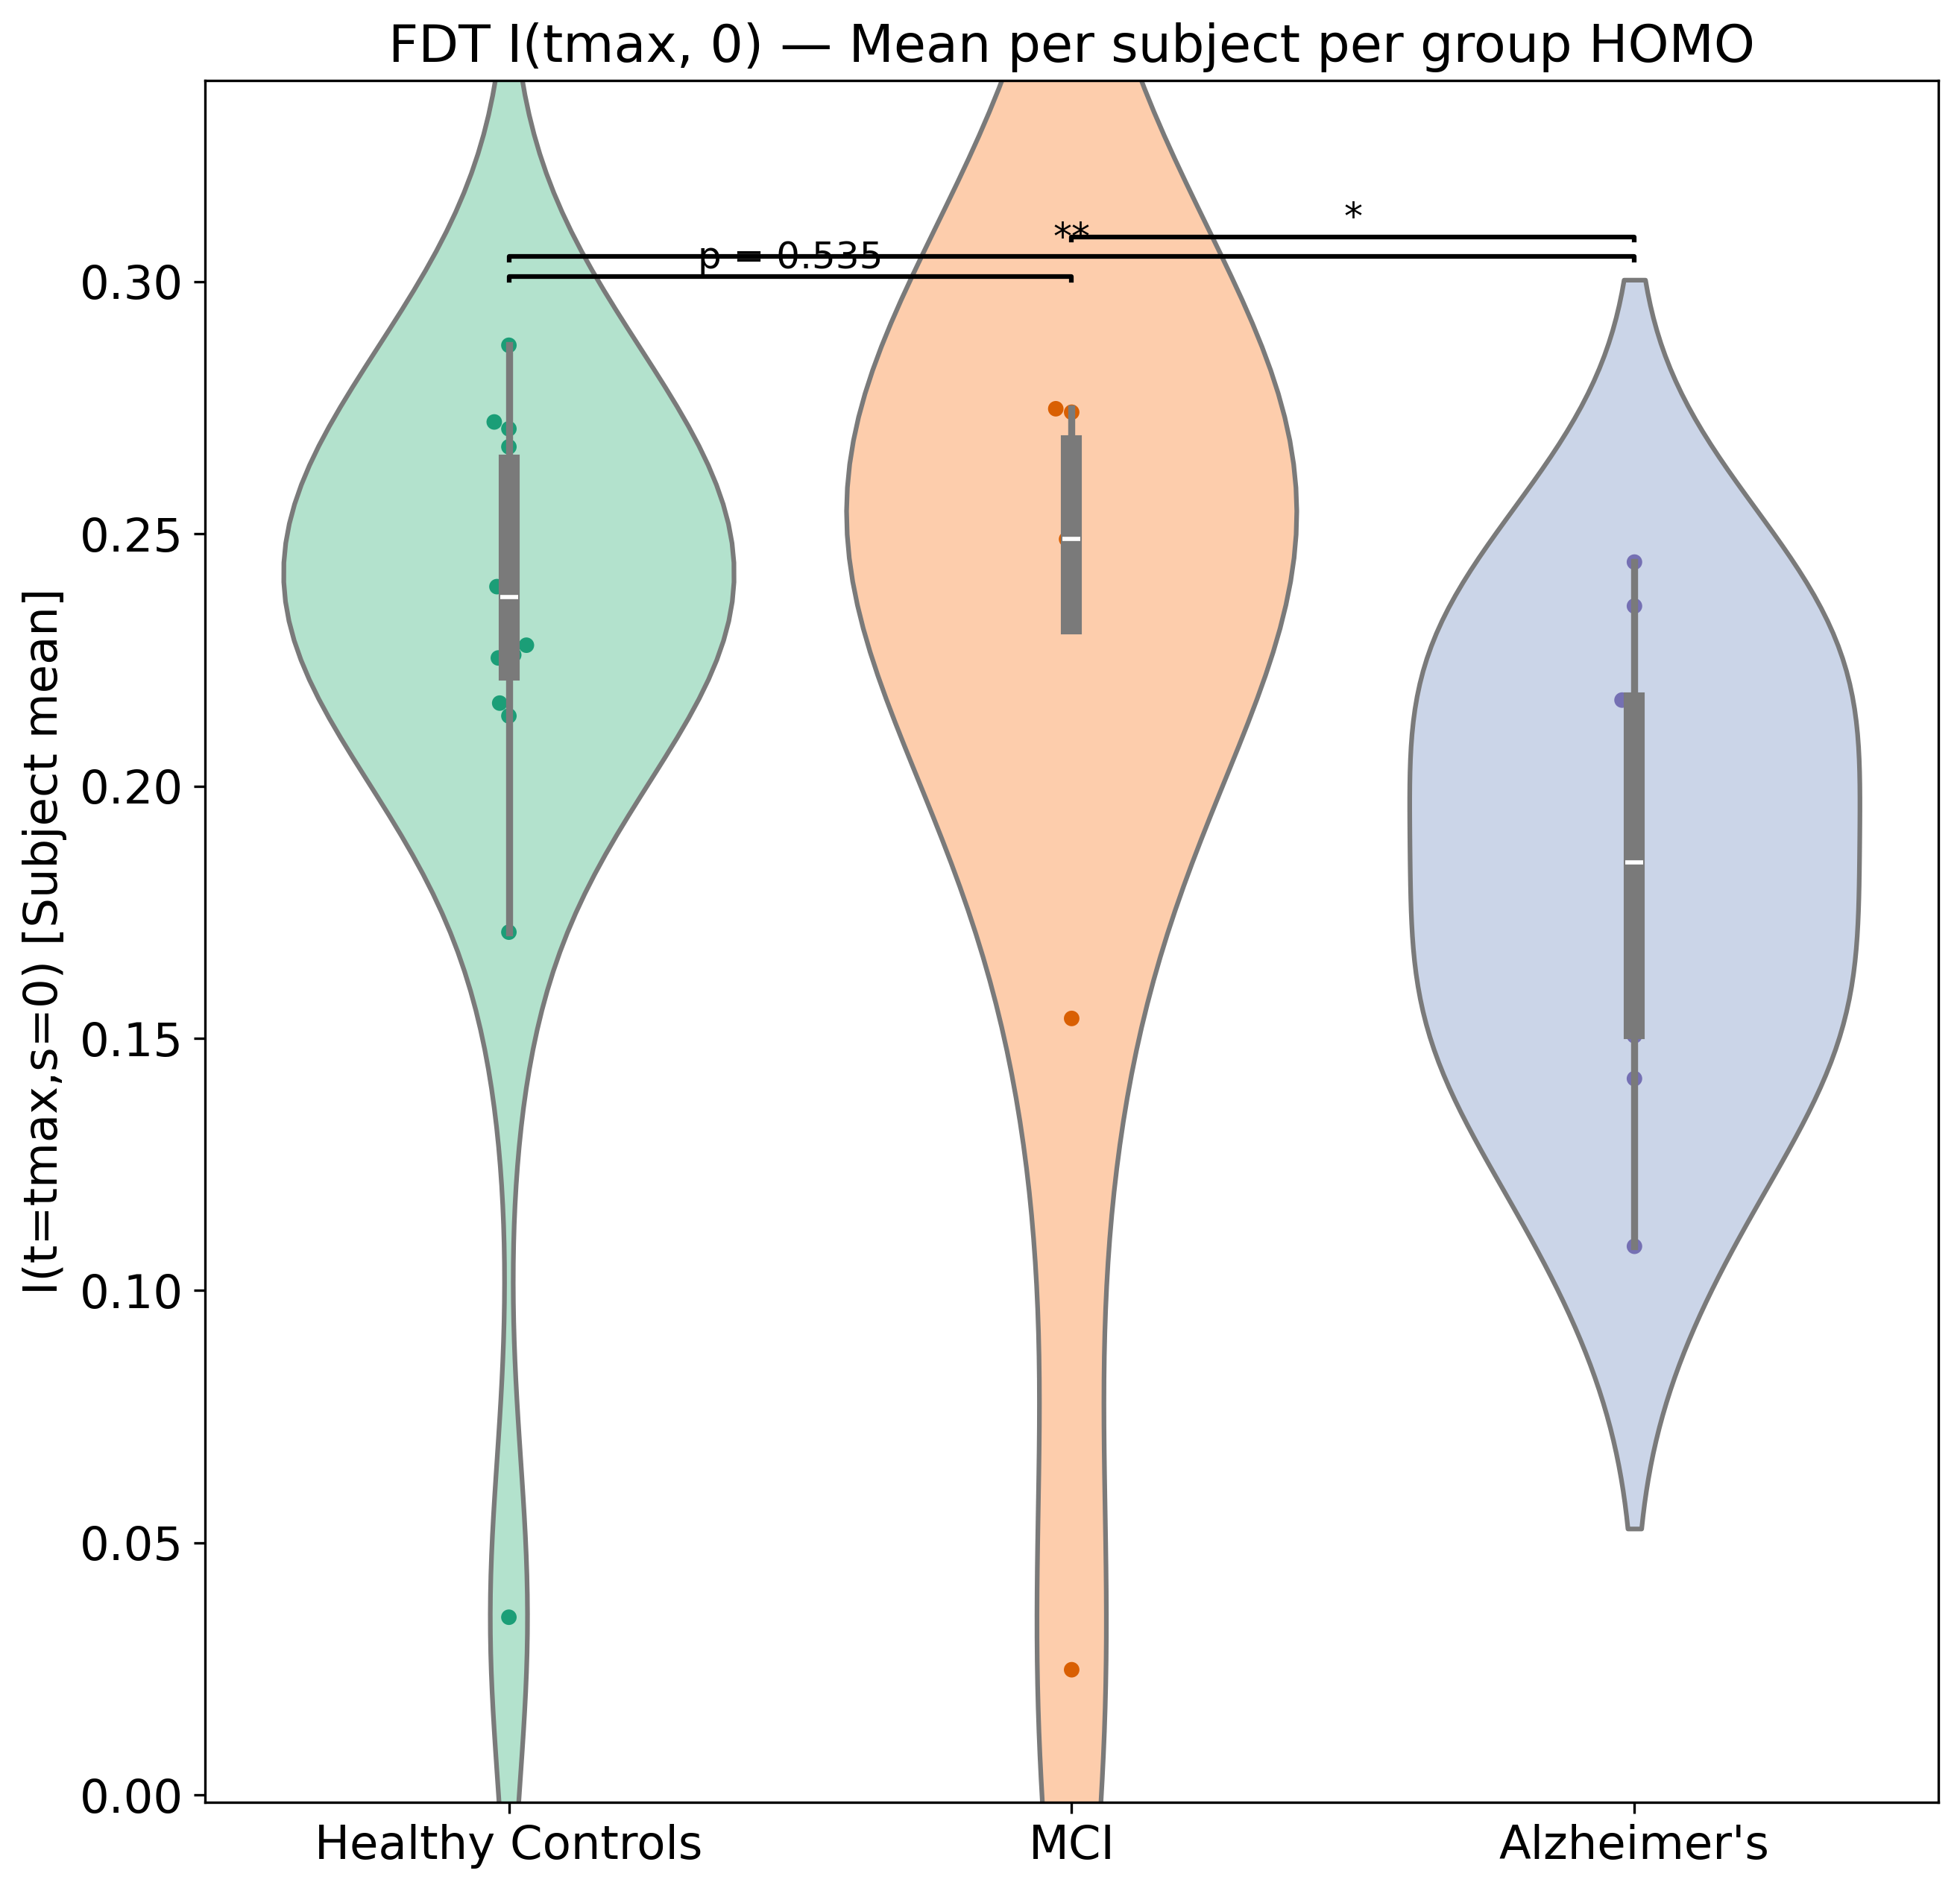 FDT I(tmax, 0) — Mean per subject per group HOMO
*
**
p = 0.535
0.30
0.25
0.20
0.15
0.10
0.05
0.00
I(t=tmax,s=0) [Subject mean]
Healthy Controls MCI Alzheimer's